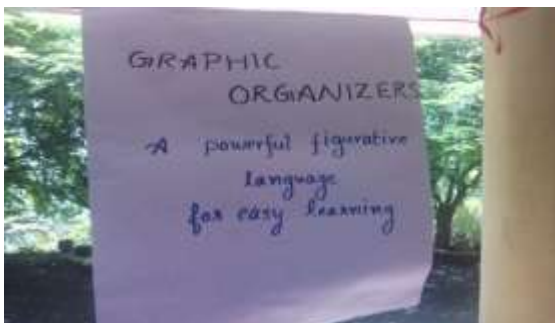 GRAPHIC
ORGANIZERS
A powerful figurative
language
for easy learning